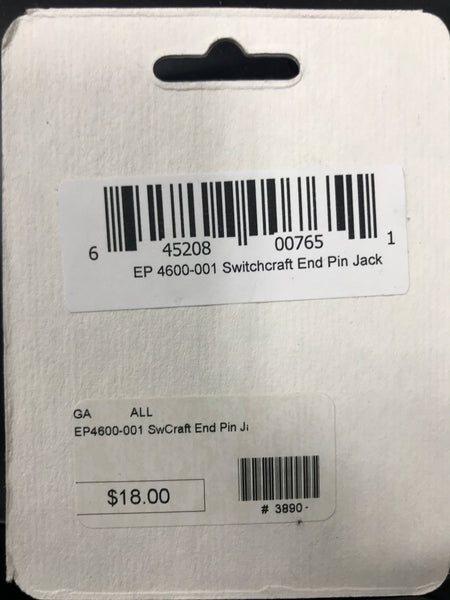 6 45208 00765 1
EP 4600-001 Switchcraft End Pin Jack
GA ALL
EP4600-001 SwCraft End Pin Ja
$18.00
# 3890-